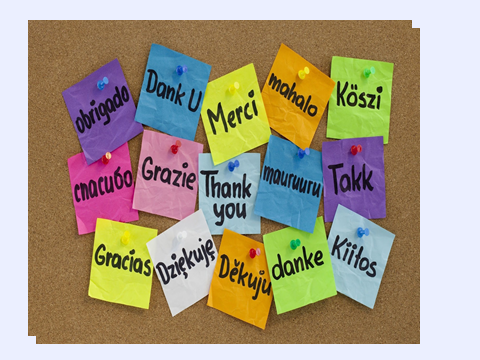 obrigado
Dank U
Merci
mahalo
Köszi
спасибо
Grazie
Thank
you
mauruuru
Takk
Gracias
Dziękuję
Děkuju
danke
Kiitos